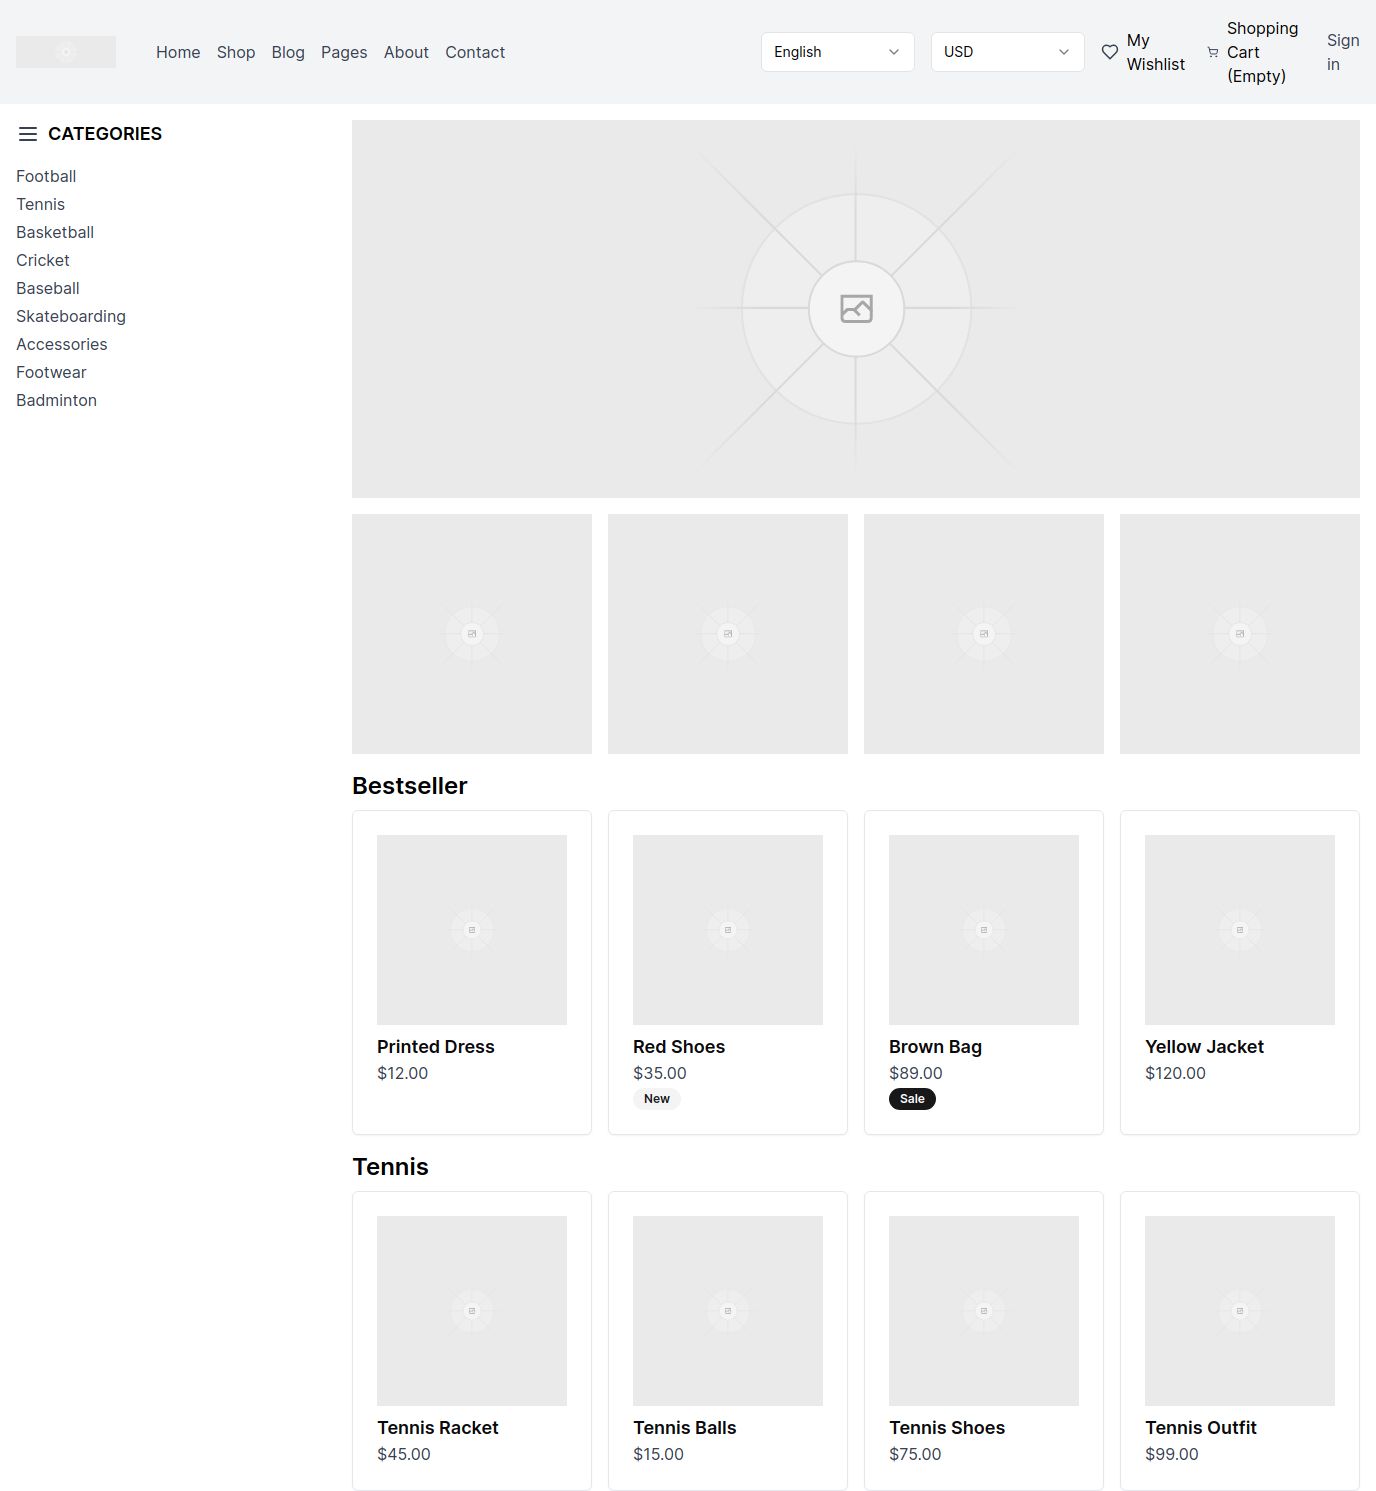 Home Shop Blog Pages About Contact
English
USD
My
Wishlist
Shopping
Cart
(Empty)
Sign
in
CATEGORIES
Football
Tennis
Basketball
Cricket
Baseball
Skateboarding
Accessories
Footwear
Badminton
Bestseller
Printed Dress
$12.00
Red Shoes
$35.00
New
Brown Bag
$89.00
Sale
Yellow Jacket
$120.00
Tennis
Tennis Racket
$45.00
Tennis Balls
$15.00
Tennis Shoes
$75.00
Tennis Outfit
$99.00